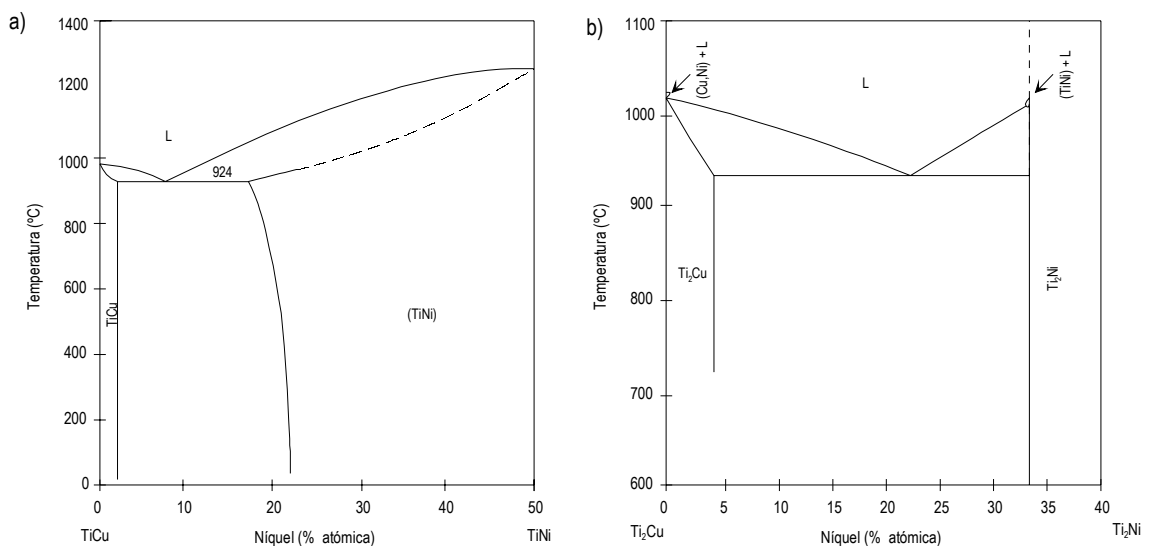 a)
1400
1200
1000
800
600
400
200
0
Temperatura (ºC)
L
924
TiCu
(TiNi)
0
10
20
30
40
50
TiCu
Níquel (% atómica)
TiNi
b)
1100
1000
900
800
700
600
Temperatura (ºC)
(Cu,Ni) + L
L
(TiNi) + L
Ti₂Cu
Ti₂Ni
0
5
10
15
20
25
30
35
40
Ti₂Cu
Níquel (% atómica)
Ti₂Ni